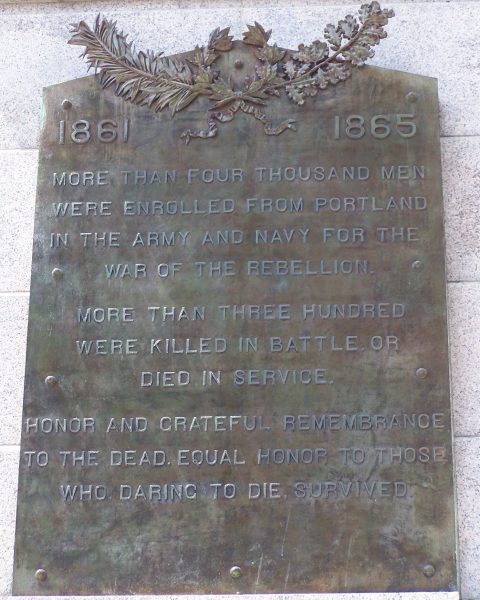 1861 1865
MORE THAN FOUR THOUSAND MEN
WERE ENROLLED FROM PORTLAND
IN THE ARMY AND NAVY FOR THE
WAR OF THE REBELLION.
MORE THAN THREE HUNDRED
WERE KILLED IN BATTLE, OR
DIED IN SERVICE.
HONOR AND GRATEFUL REMEMBRANCE
TO THE DEAD. EQUAL HONOR TO THOSE
WHO, DARING TO DIE, SURVIVED.